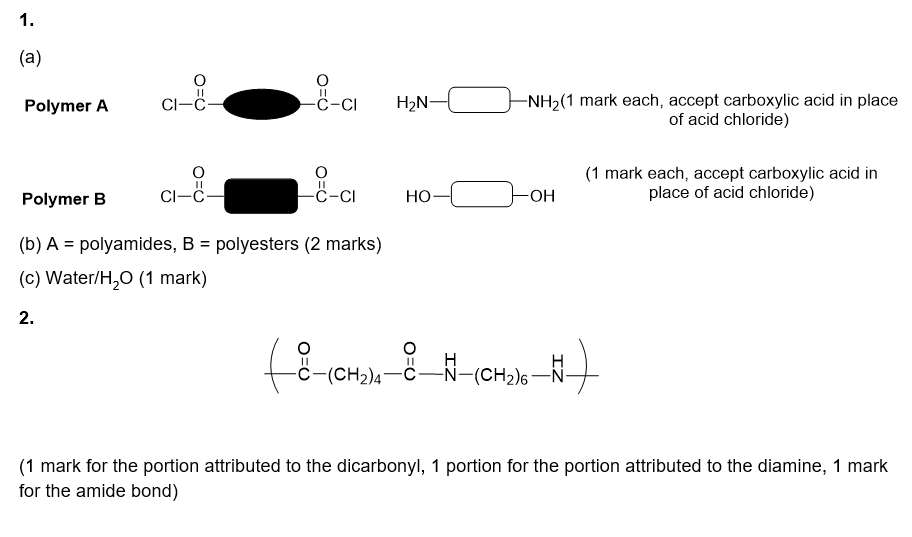 1.
(a)
O O
Polymer A Cl–C– –C–Cl H₂N– –NH₂(1 mark each, accept carboxylic acid in place
of acid chloride)
O O (1 mark each, accept carboxylic acid in
Polymer B Cl–C– –C–Cl HO– –OH place of acid chloride)
(b) A = polyamides, B = polyesters (2 marks)
(c) Water/H₂O (1 mark)
2.
O O H H
C–(CH₂)₄–C–N–(CH₂)₆–N
(1 mark for the portion attributed to the dicarbonyl, 1 portion for the portion attributed to the diamine, 1 mark
for the amide bond)